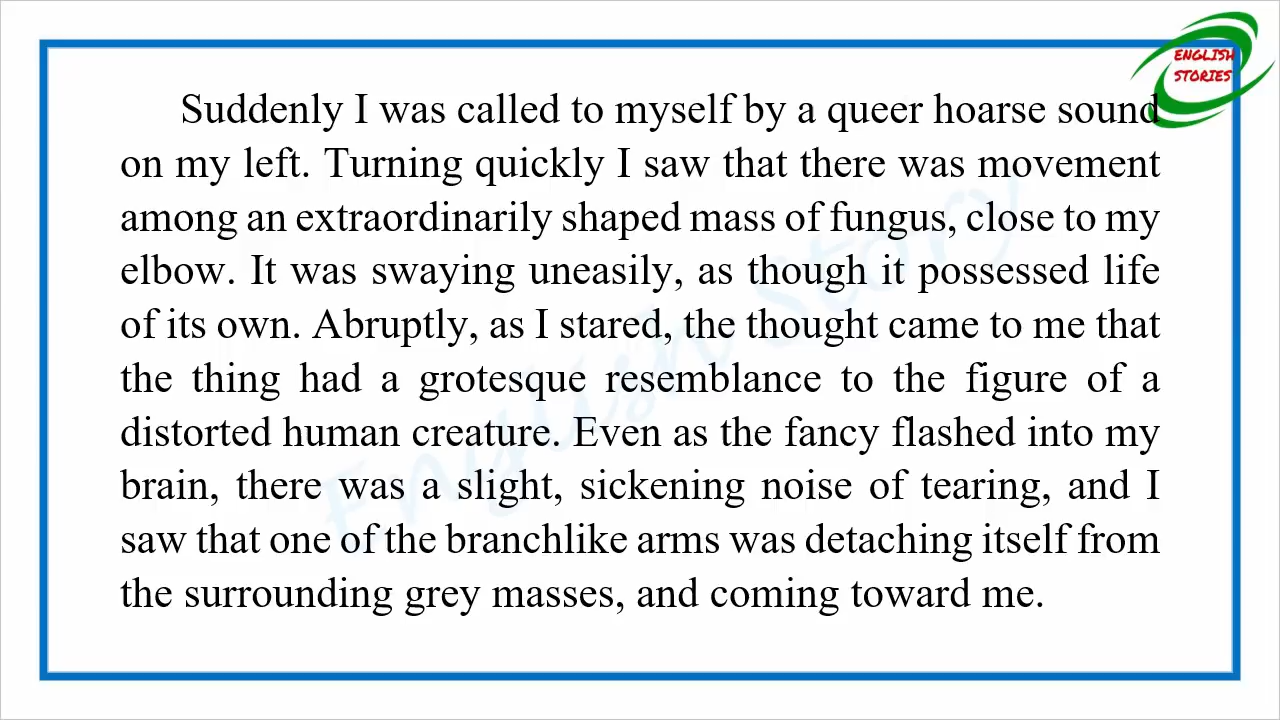 ENGLISH
STORIES
Suddenly I was called to myself by a queer hoarse sound
on my left. Turning quickly I saw that there was movement
among an extraordinarily shaped mass of fungus, close to my
elbow. It was swaying uneasily, as though it possessed life
of its own. Abruptly, as I stared, the thought came to me that
the thing had a grotesque resemblance to the figure of a
distorted human creature. Even as the fancy flashed into my
brain, there was a slight, sickening noise of tearing, and I
saw that one of the branchlike arms was detaching itself from
the surrounding grey masses, and coming toward me.
English Story